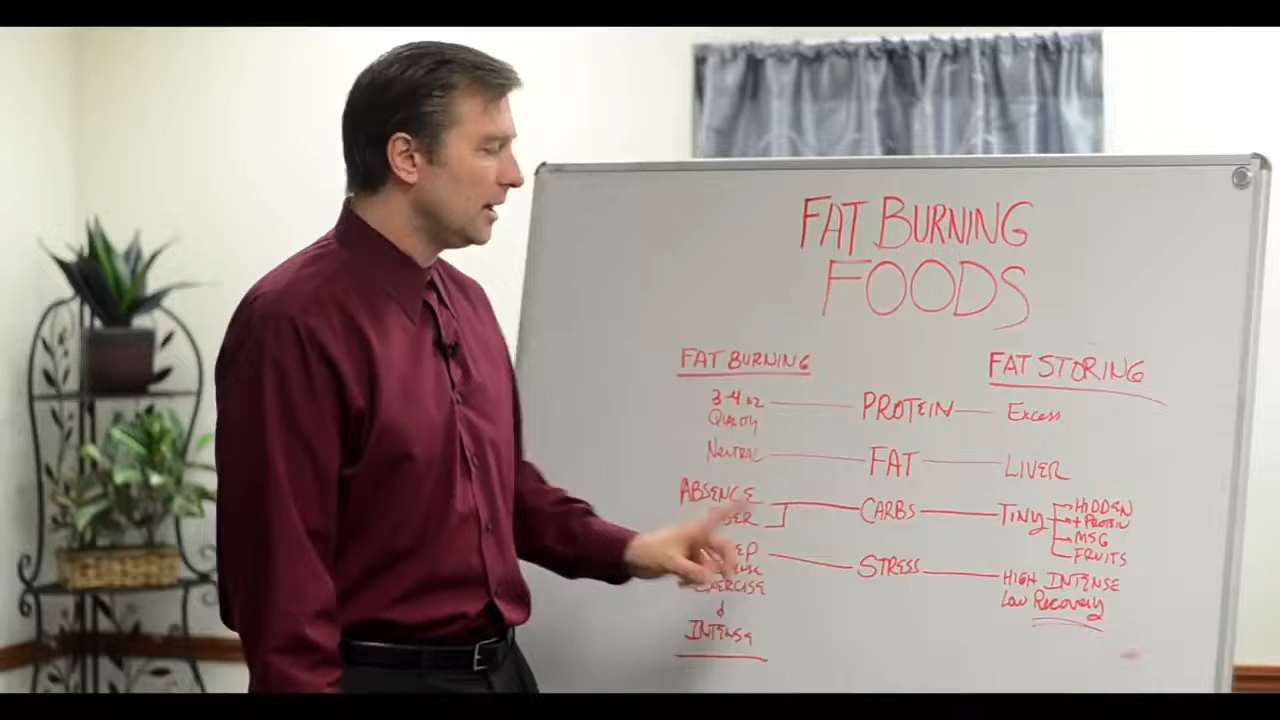 FAT BURNING
FOODS
FAT BURNING
FAT STORING
3-4 oz
QUALITY
PROTEIN
EXCESS
NEUTRAL
FAT
LIVER
ABSENCE
CARBS
TINY
HIDDEN
+ PROTEIN
MSG
FRUITS
STRESS
EXERCISE
&
INTENSE
HIGH INTENSE
LOW RECOVERY